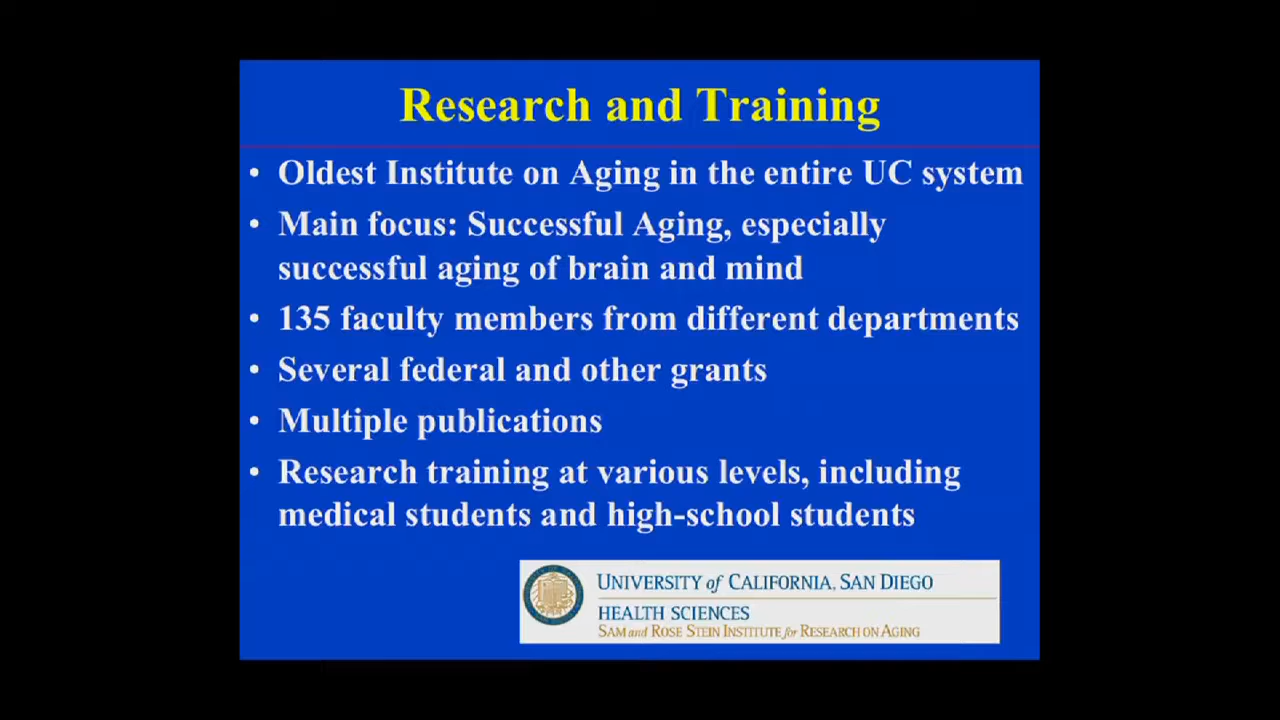 Research and Training
• Oldest Institute on Aging in the entire UC system
• Main focus: Successful Aging, especially
successful aging of brain and mind
• 135 faculty members from different departments
• Several federal and other grants
• Multiple publications
• Research training at various levels, including
medical students and high-school students
UNIVERSITY of CALIFORNIA, SAN DIEGO
HEALTH SCIENCES
SAM and ROSE STEIN INSTITUTE for RESEARCH ON AGING